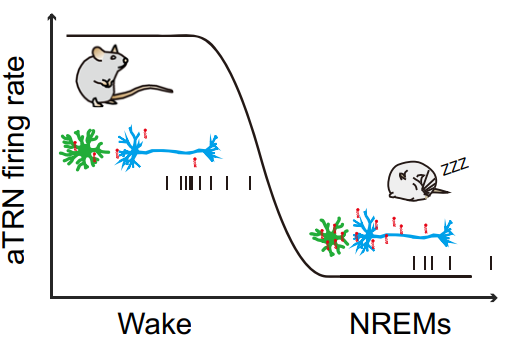 aTRN firing rate
zzz
Wake
NREMs